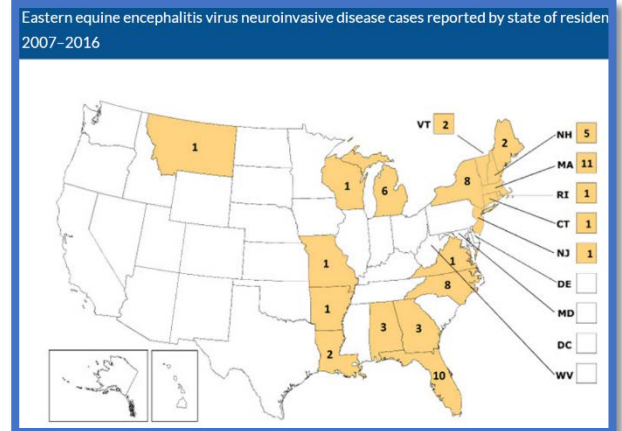 Eastern equine encephalitis virus neuroinvasive disease cases reported by state of residen
2007–2016
VT 2
2
NH 5
1
8
MA 11
1
6
RI 1
CT 1
NJ 1
1
1
DE
8
1
MD
3
3
DC
2
10
WV